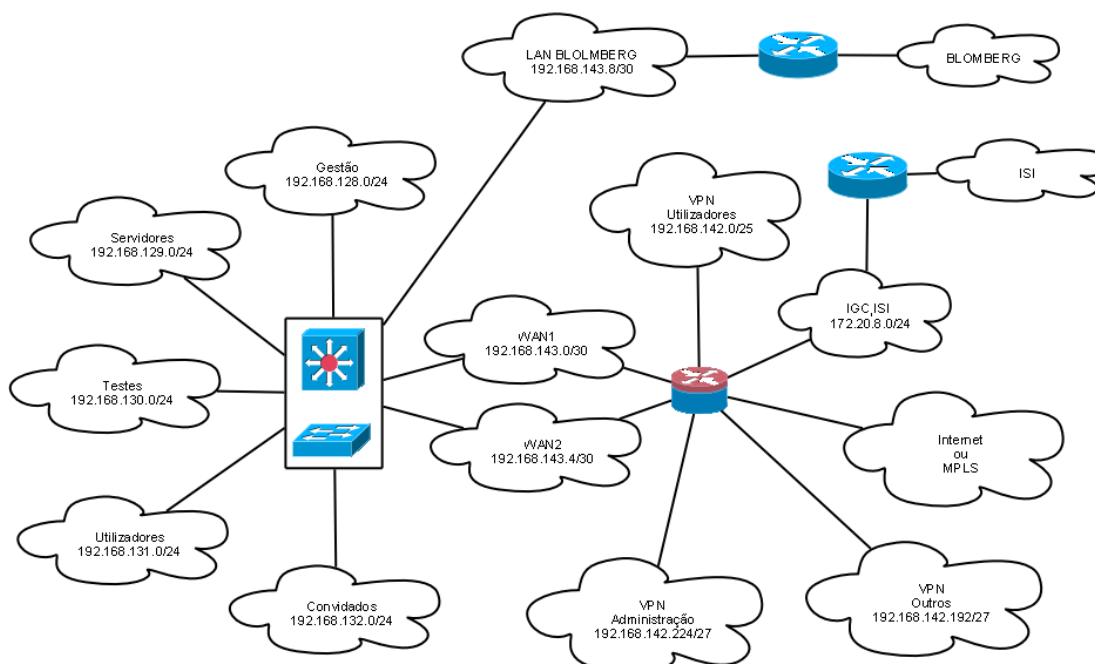 LAN BLOLMBERG
192.168.143.8/30
BLOMBERG
Gestão
192.168.128.0/24
ISI
VPN
Utilizadores
192.168.142.0/25
Servidores
192.168.129.0/24
IGC,ISI
172.20.8.0/24
WAN1
192.168.143.0/30
Testes
192.168.130.0/24
WAN2
192.168.143.4/30
Internet
ou
MPLS
Utilizadores
192.168.131.0/24
Convidados
192.168.132.0/24
VPN
Administração
192.168.142.224/27
VPN
Outros
192.168.142.192/27